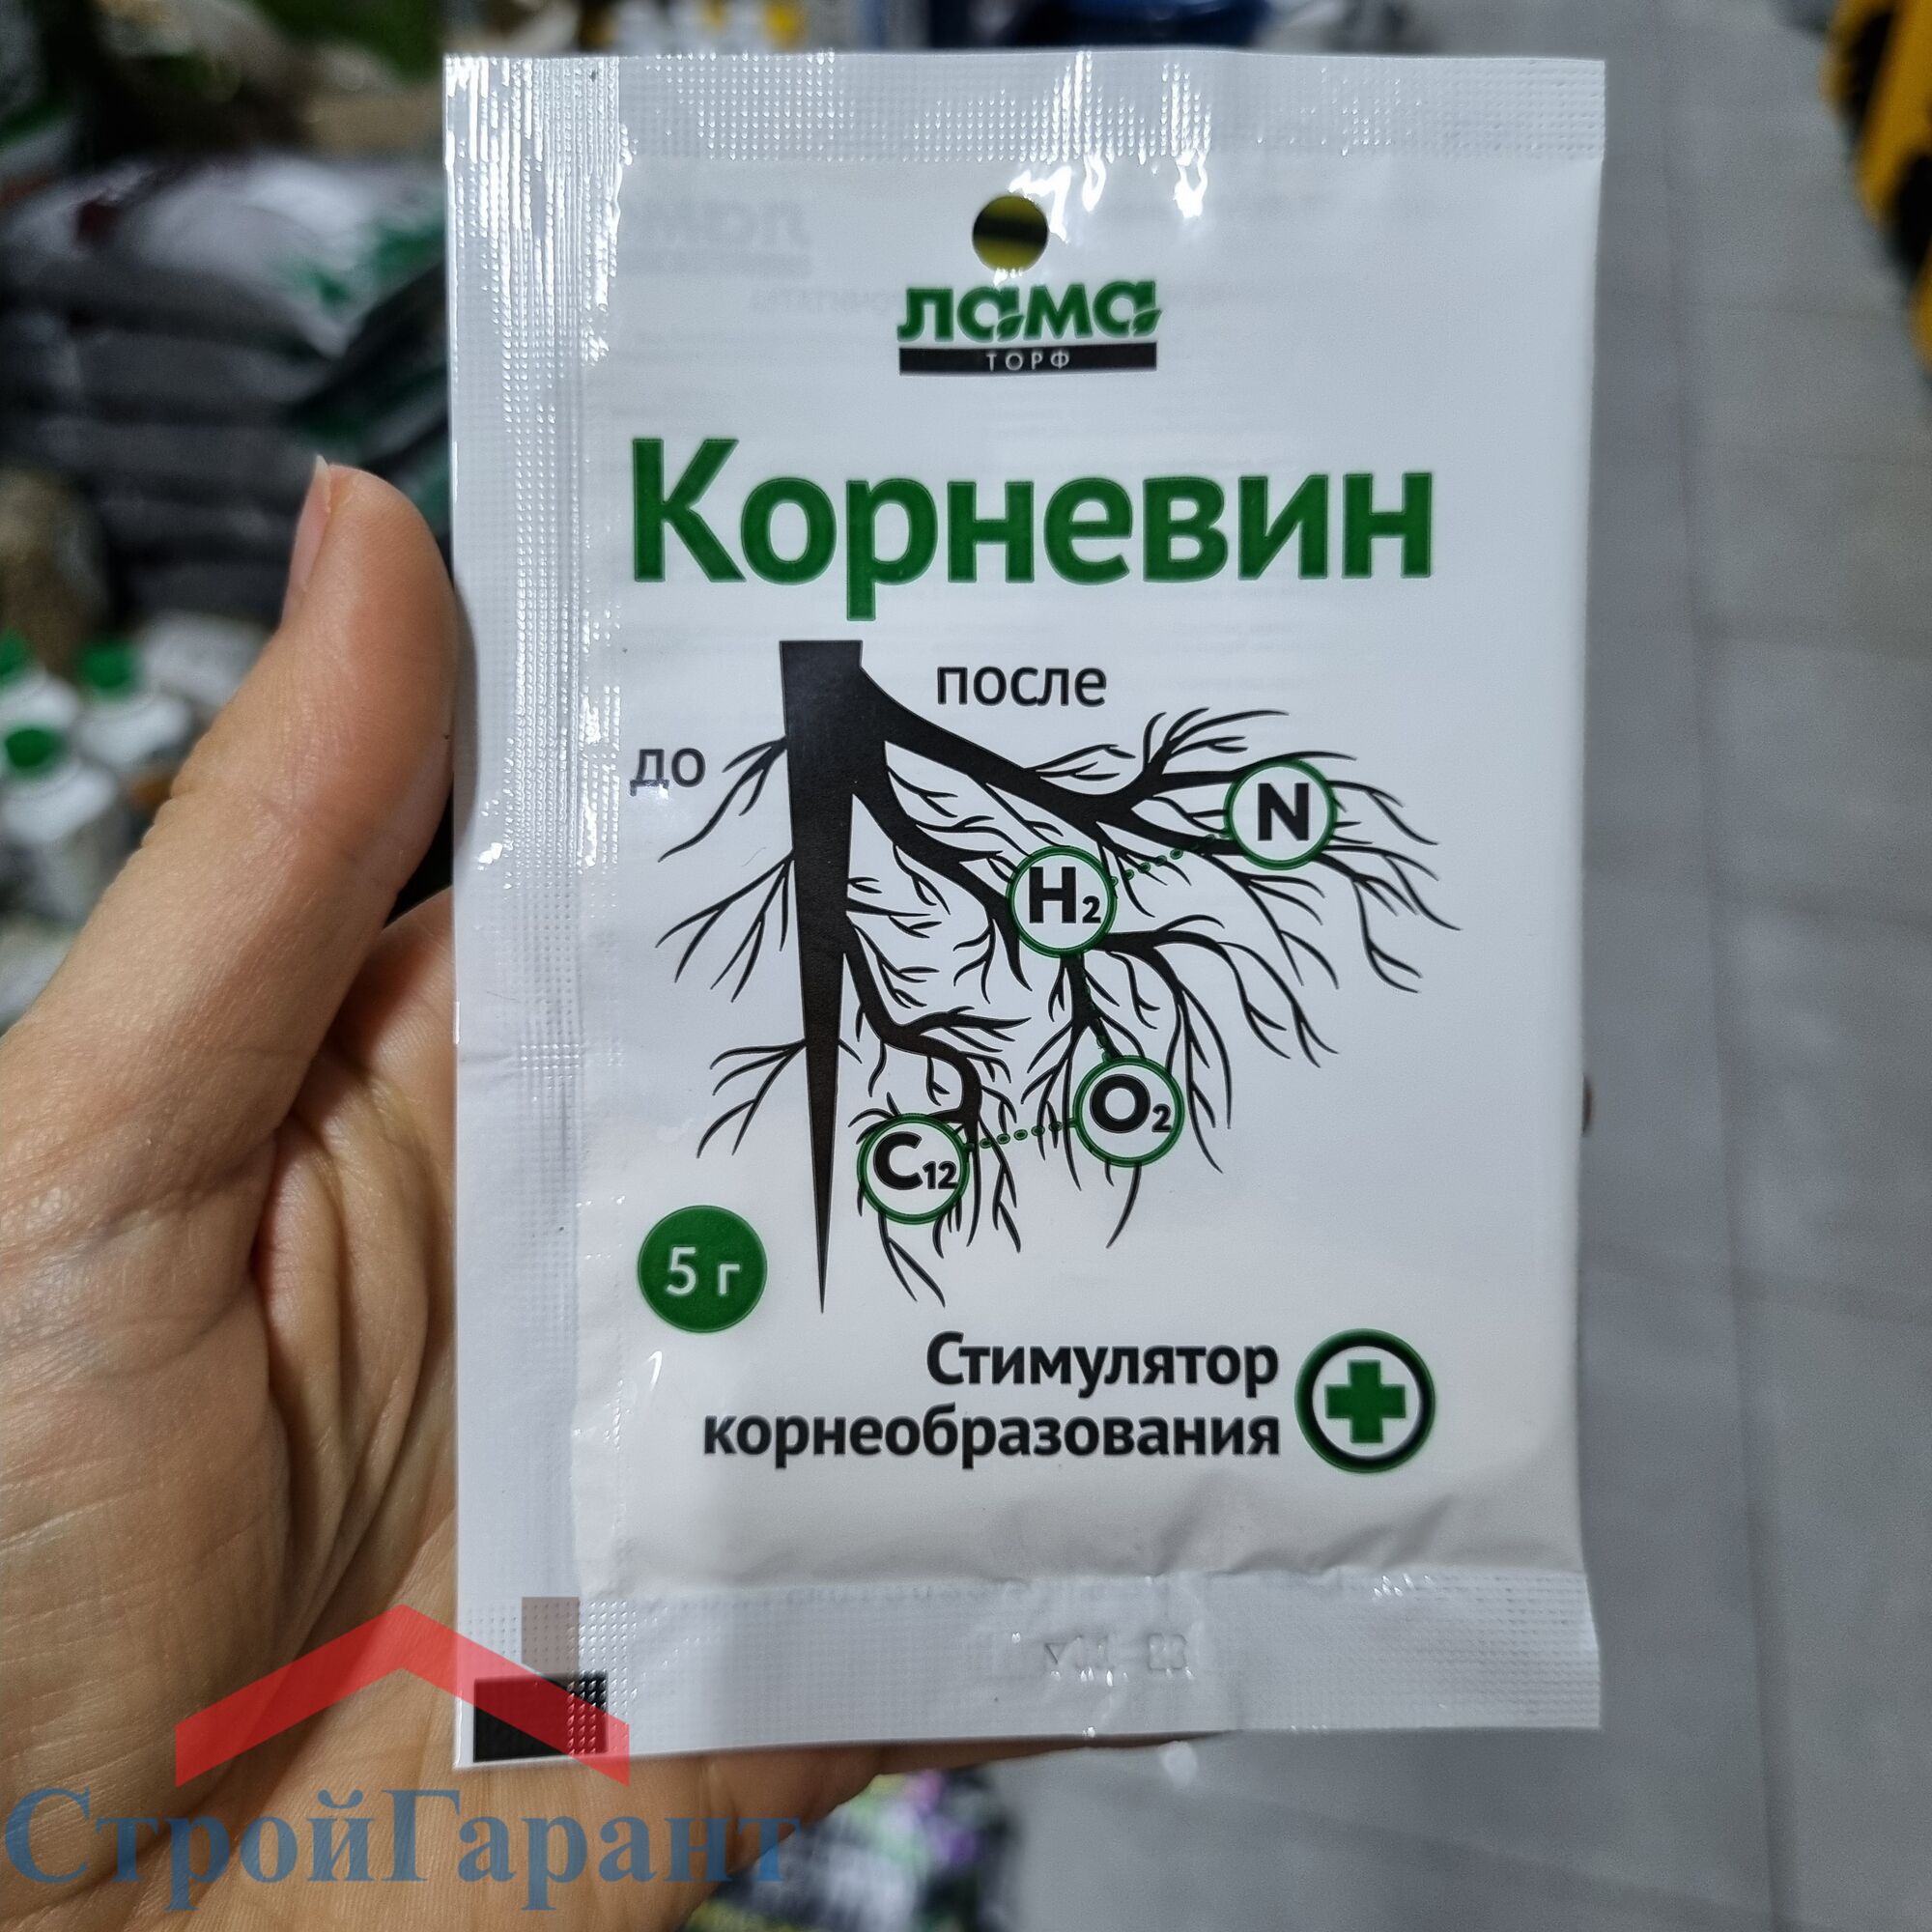 лама
ТОРФ
Корневин
после
до
N
H2
O2
C12
5 г
Стимулятор
корнеобразования
СтройГарант